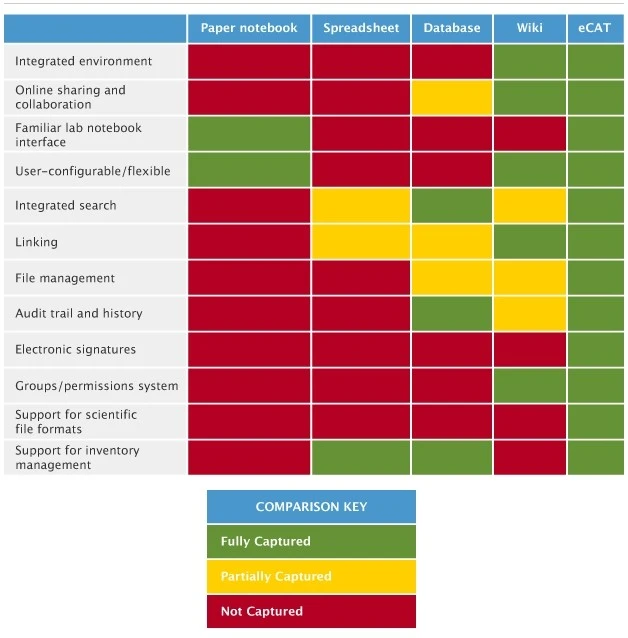 Paper notebook Spreadsheet Database Wiki eCAT
Integrated environment
Online sharing and
collaboration
Familiar lab notebook
interface
User-configurable/flexible
Integrated search
Linking
File management
Audit trail and history
Electronic signatures
Groups/permissions system
Support for scientific
file formats
Support for inventory
management
COMPARISON KEY
Fully Captured
Partially Captured
Not Captured